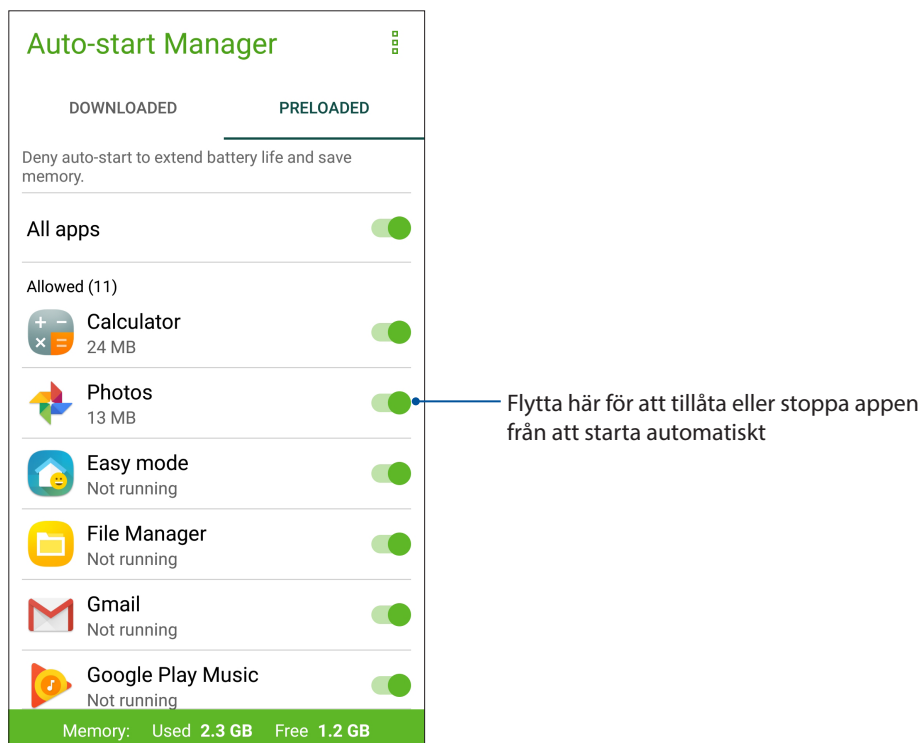 Auto-start Manager
DOWNLOADED PRELOADED
Deny auto-start to extend battery life and save
memory.
All apps
Allowed (11)
Calculator
24 MB
Photos
13 MB
Flytta här för att tillåta eller stoppa appen
från att starta automatiskt
Easy mode
Not running
File Manager
Not running
Gmail
Not running
Google Play Music
Not running
Memory: Used 2.3 GB Free 1.2 GB